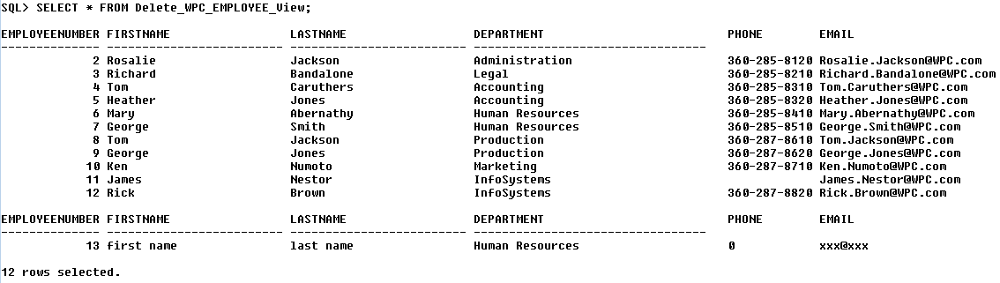 SQL> SELECT * FROM Delete_WPC_EMPLOYEE_View;
EMPLOYEENUMBER FIRSTNAME LASTNAME DEPARTMENT PHONE EMAIL
-------------- ------------------------- ------------------------- --------------------------------- ------------ 
2 Rosalie Jackson Administration 360-285-8120 Rosalie.Jackson@WPC.com
3 Richard Bandalone Legal 360-285-8210 Richard.Bandalone@WPC.com
4 Tom Caruthers Accounting 360-285-8310 Tom.Caruthers@WPC.com
5 Heather Jones Accounting 360-285-8320 Heather.Jones@WPC.com
6 Mary Abernathy Human Resources 360-285-8410 Mary.Abernathy@WPC.com
7 George Smith Human Resources 360-285-8510 George.Smith@WPC.com
8 Tom Jackson Production 360-287-8610 Tom.Jackson@WPC.com
9 George Jones Production 360-287-8620 George.Jones@WPC.com
10 Ken Numoto Marketing 360-287-8710 Ken.Numoto@WPC.com
11 James Nestor InfoSystems James.Nestor@WPC.com
12 Rick Brown InfoSystems 360-287-8820 Rick.Brown@WPC.com
EMPLOYEENUMBER FIRSTNAME LASTNAME DEPARTMENT PHONE EMAIL
-------------- ------------------------- ------------------------- --------------------------------- ------------
13 first name last name Human Resources 0 xxx@xxx
12 rows selected.